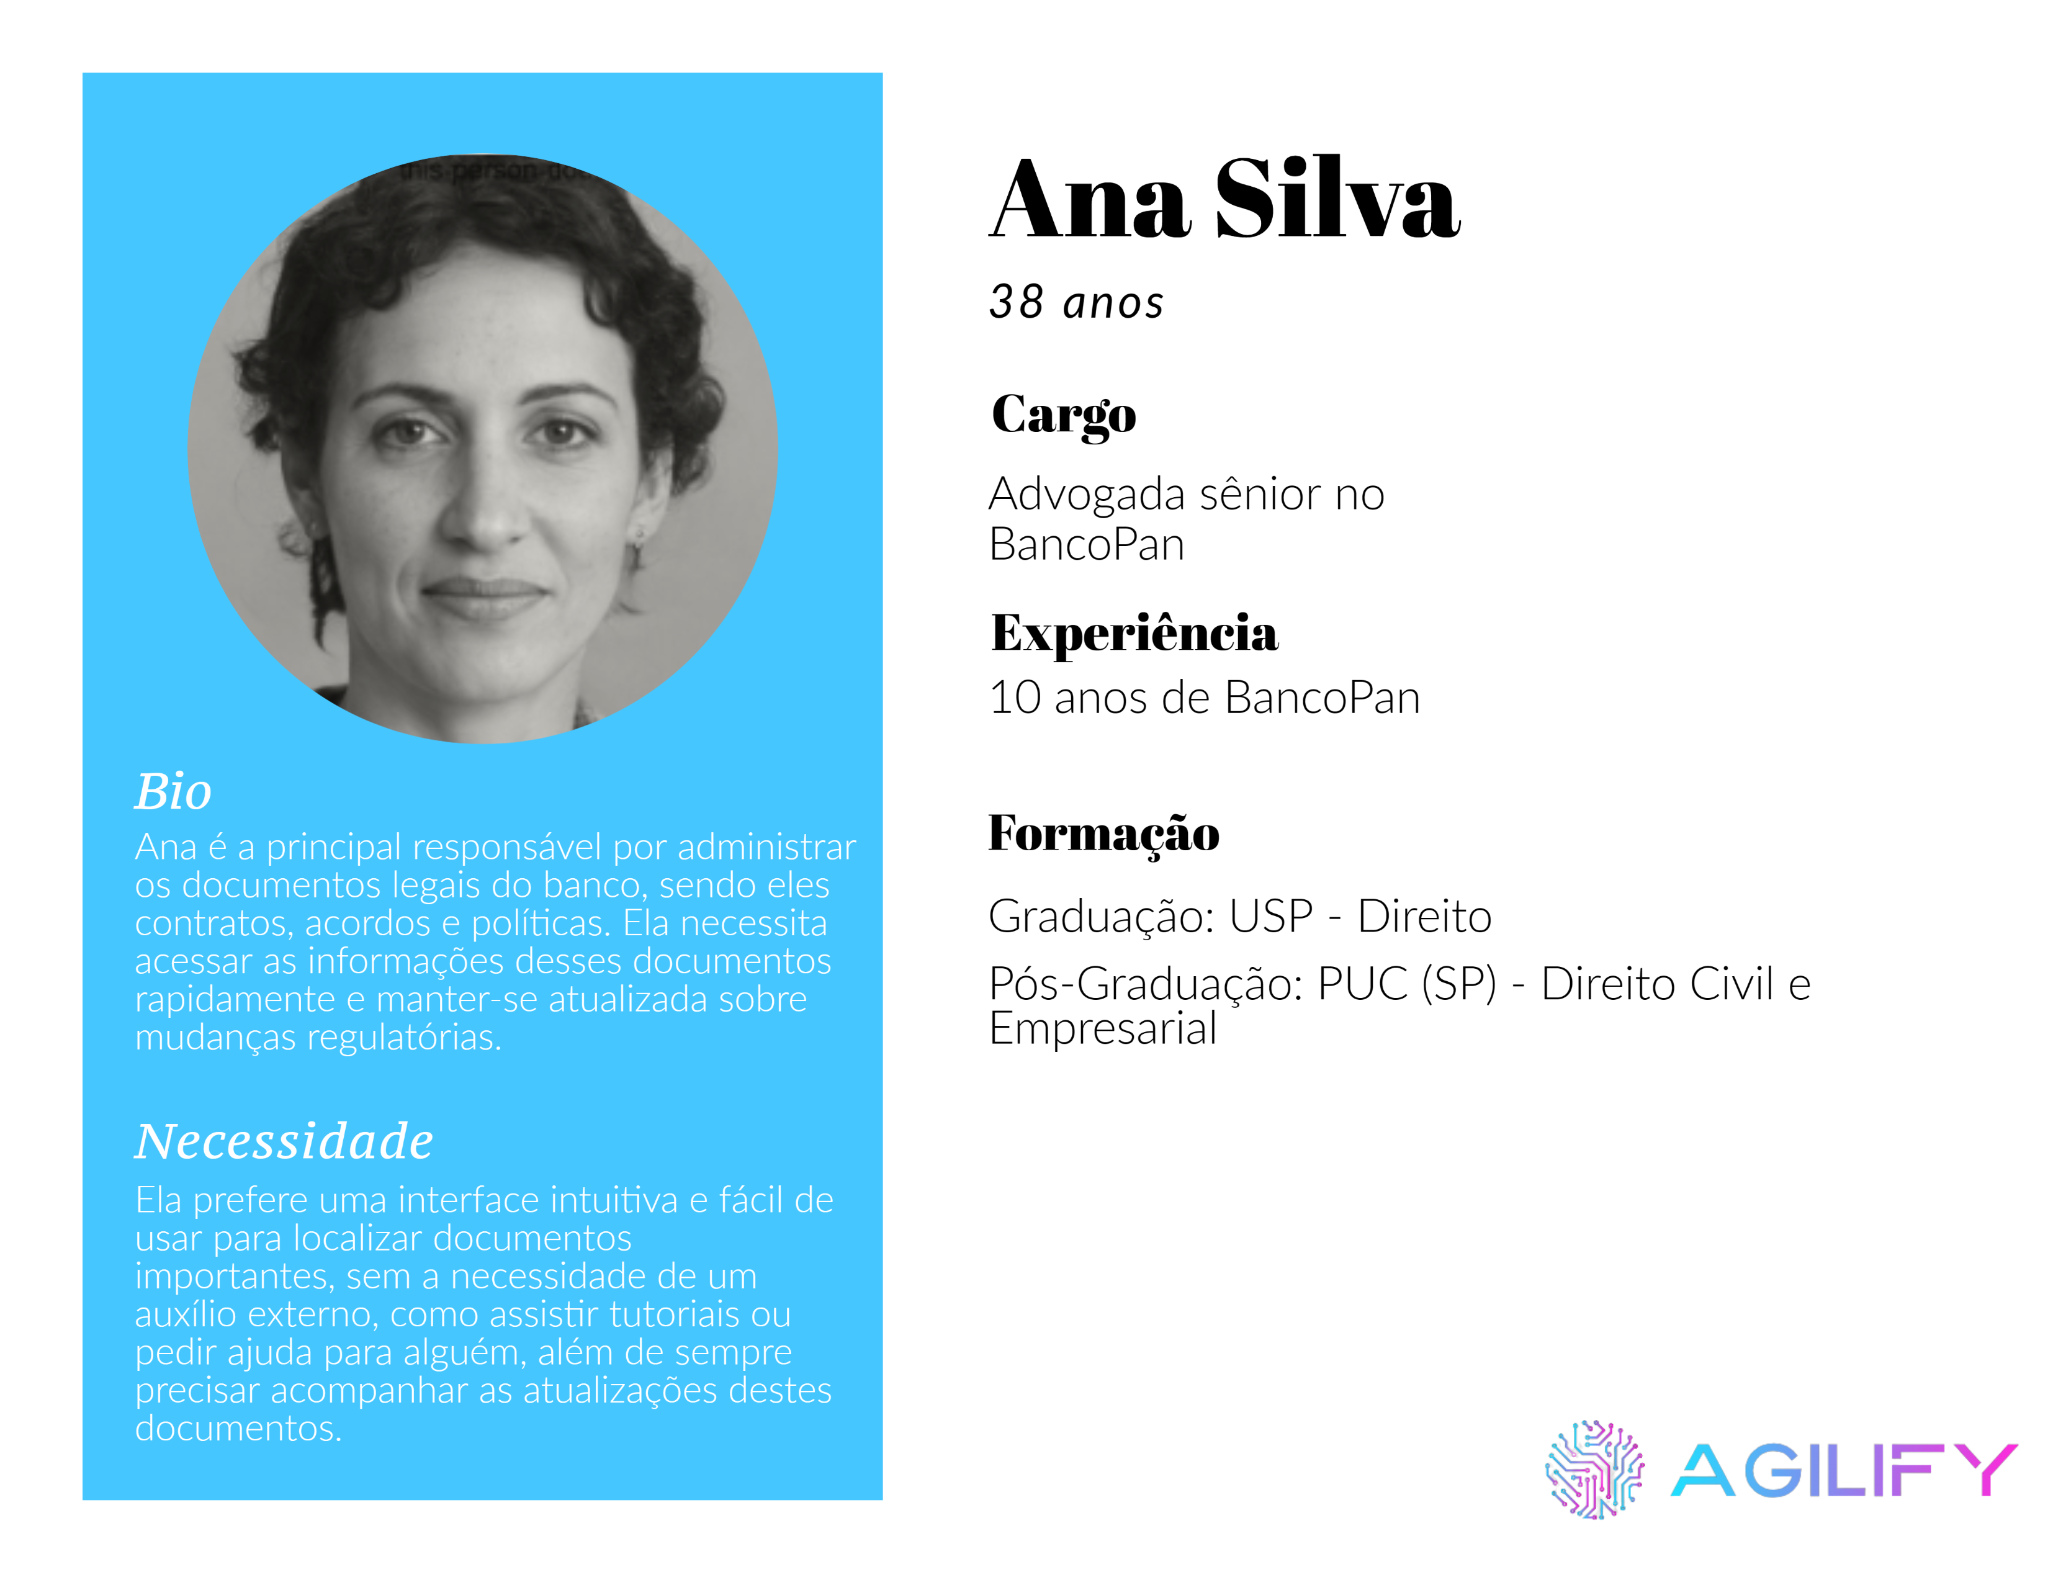 this-person-do
Ana Silva
38 anos
Cargo
Advogada sênior no
BancoPan
Experiência
10 anos de BancoPan
Formação
Graduação: USP - Direito
Pós-Graduação: PUC (SP) - Direito Civil e
Empresarial
Bio
Ana é a principal responsável por administrar
os documentos legais do banco, sendo eles
contratos, acordos e políticas. Ela necessita
acessar as informações desses documentos
rapidamente e manter-se atualizada sobre
mudanças regulatórias.
Necessidade
Ela prefere uma interface intuitiva e fácil de
usar para localizar documentos
importantes, sem a necessidade de um
auxílio externo, como assistir tutoriais ou
pedir ajuda para alguém, além de sempre
precisar acompanhar as atualizações destes
documentos.
AGILIFY